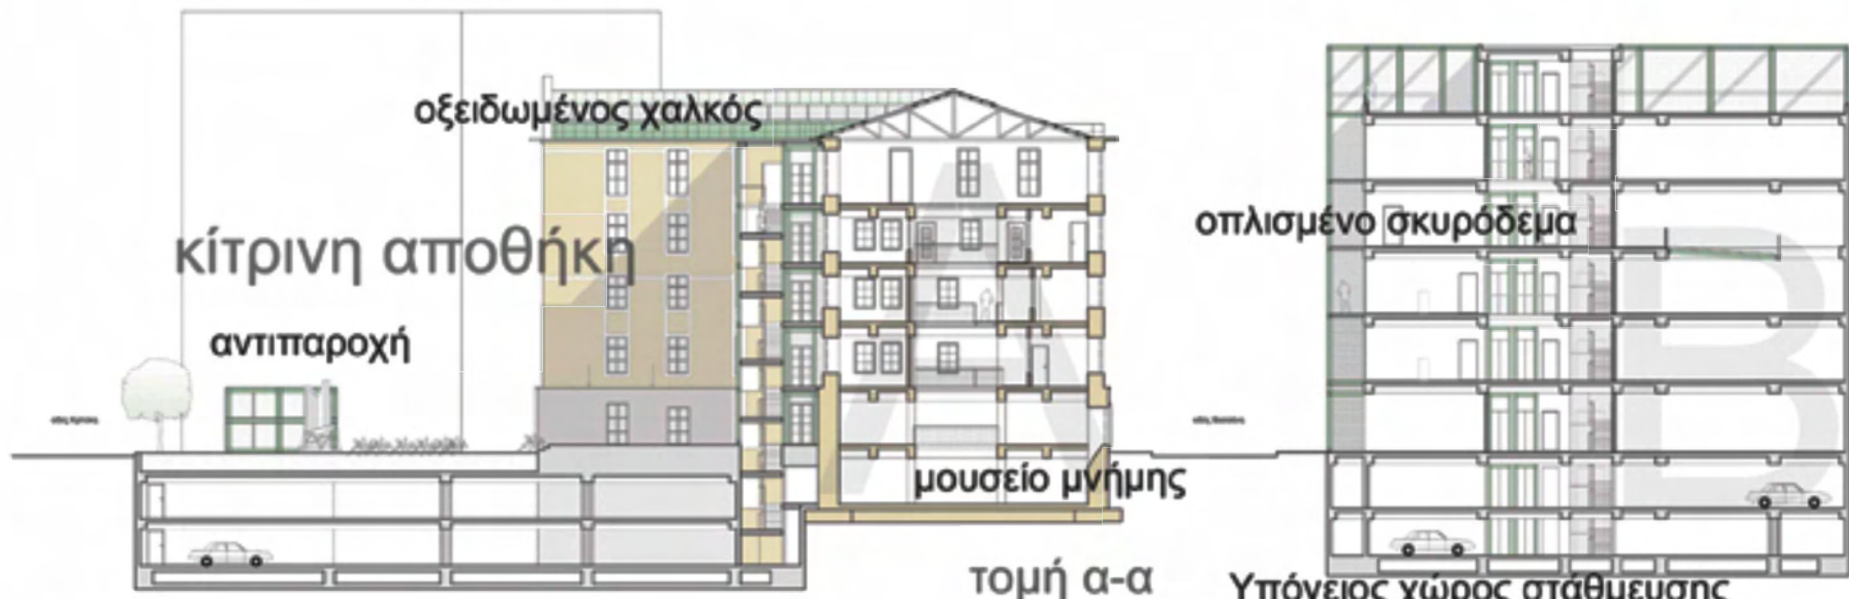 οξειδωμένος χαλκός
κίτρινη αποθήκη
οπλισμένο σκυρόδεμα
αντιπαροχή
A
B
μουσείο μνήμης
τομή α-α
Υπόγειος χώρος στάθμευσης